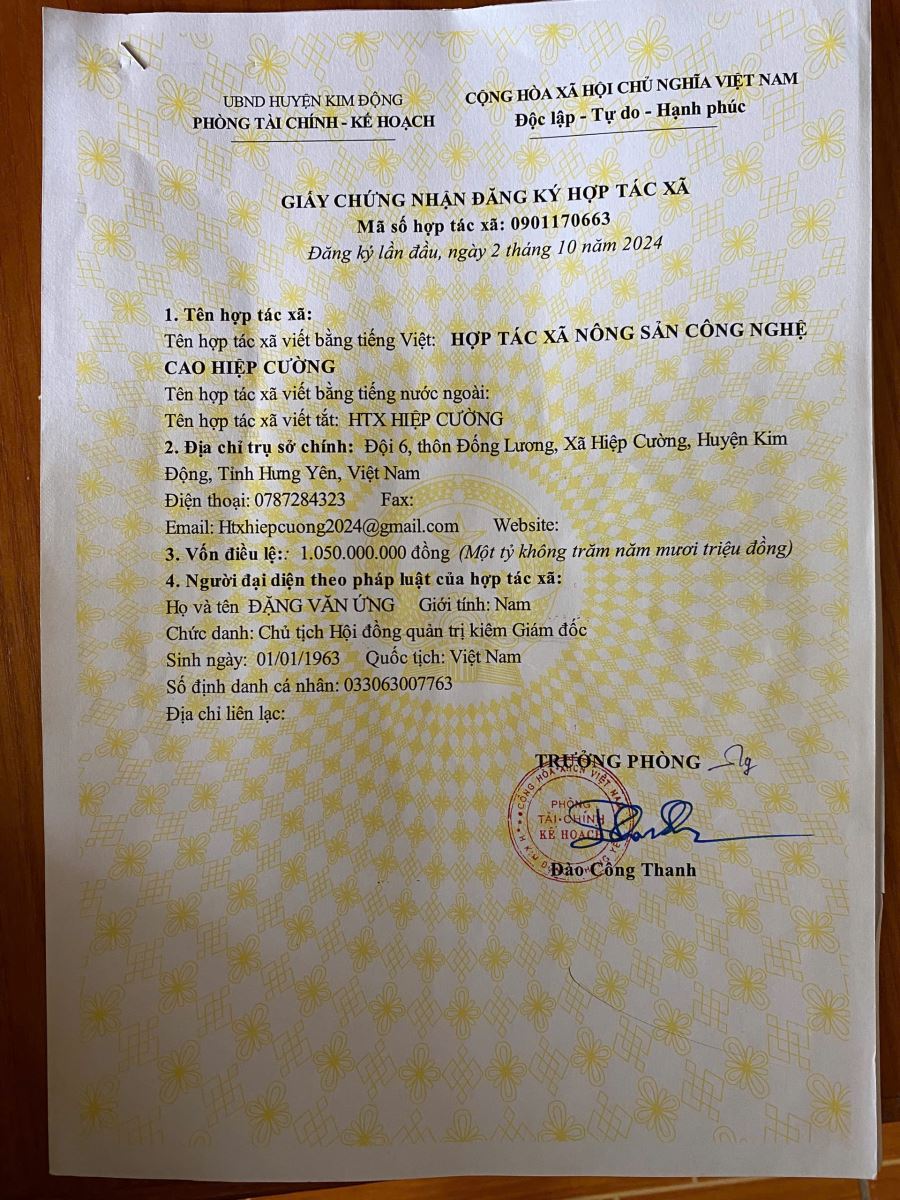 UBND HUYỆN KIM ĐỘNG
PHÒNG TÀI CHÍNH - KẾ HOẠCH
CỘNG HÒA XÃ HỘI CHỦ NGHĨA VIỆT NAM
Độc lập - Tự do - Hạnh phúc
GIẤY CHỨNG NHẬN ĐĂNG KÝ HỢP TÁC XÃ
Mã số hợp tác xã: 0901170663
Đăng ký lần đầu, ngày 2 tháng 10 năm 2024
1. Tên hợp tác xã:
Tên hợp tác xã viết bằng tiếng Việt: HỢP TÁC XÃ NÔNG SẢN CÔNG NGHỆ
CAO HIỆP CƯỜNG
Tên hợp tác xã viết bằng tiếng nước ngoài:
Tên hợp tác xã viết tắt: HTX HIỆP CƯỜNG
2. Địa chỉ trụ sở chính: Đội 6, thôn Đống Lương, Xã Hiệp Cường, Huyện Kim
Động, Tỉnh Hưng Yên, Việt Nam
Điện thoại: 0787284323 Fax:
Email: Htxhiepcuong2024@gmail.com Website:
3. Vốn điều lệ:: 1.050.000.000 đồng (Một tỷ không trăm năm mươi triệu đồng)
4. Người đại diện theo pháp luật của hợp tác xã:
Họ và tên ĐẶNG VĂN ỨNG Giới tính: Nam
Chức danh: Chủ tịch Hội đồng quản trị kiêm Giám đốc
Sinh ngày: 01/01/1963 Quốc tịch: Việt Nam
Số định danh cá nhân: 033063007763
Địa chỉ liên lạc:
TRƯỞNG PHÒNG
CỘNG HÒA XHCN VIỆT NAM
PHÒNG
TÀI-CHÍNH
KẾ HOẠCH
Đào Công Thanh